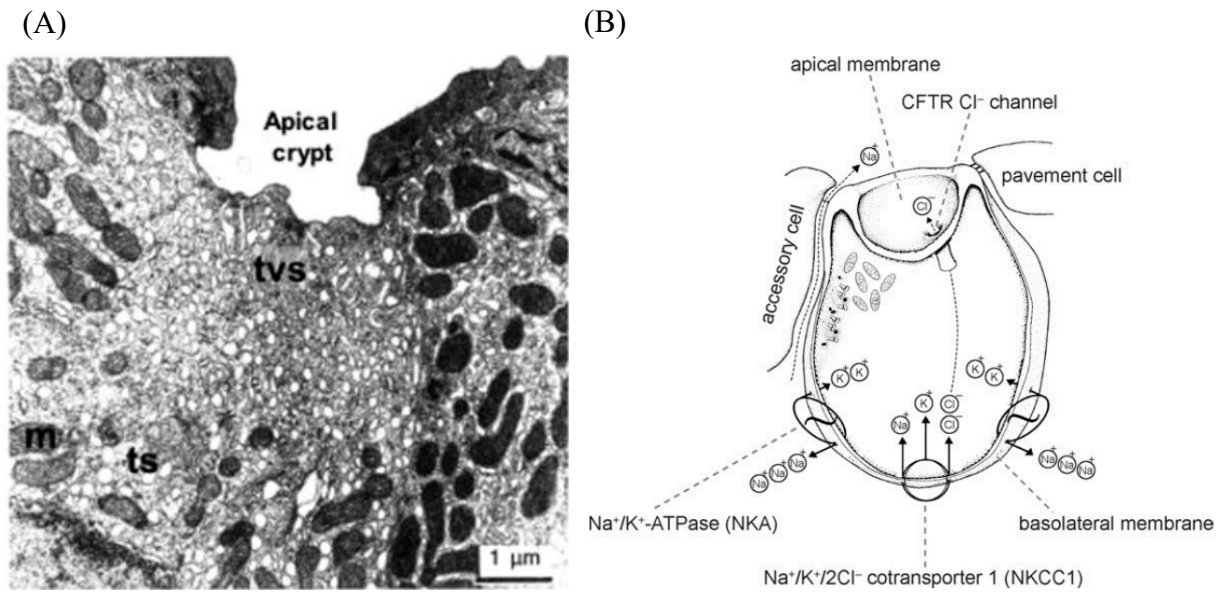 (A)
(B)
Apical
crypt
tvs
m
ts
1 µm
apical membrane
CFTR Cl⁻ channel
Na⁺
pavement cell
Cl⁻
accessory cell
K⁺ K⁺
K⁺ K⁺
K⁺ Cl⁻
Na⁺ Cl⁻
Na⁺ Na⁺ Na⁺
Na⁺ Na⁺ Na⁺
Na⁺/K⁺-ATPase (NKA)
basolateral membrane
Na⁺/K⁺/2Cl⁻ cotransporter 1 (NKCC1)